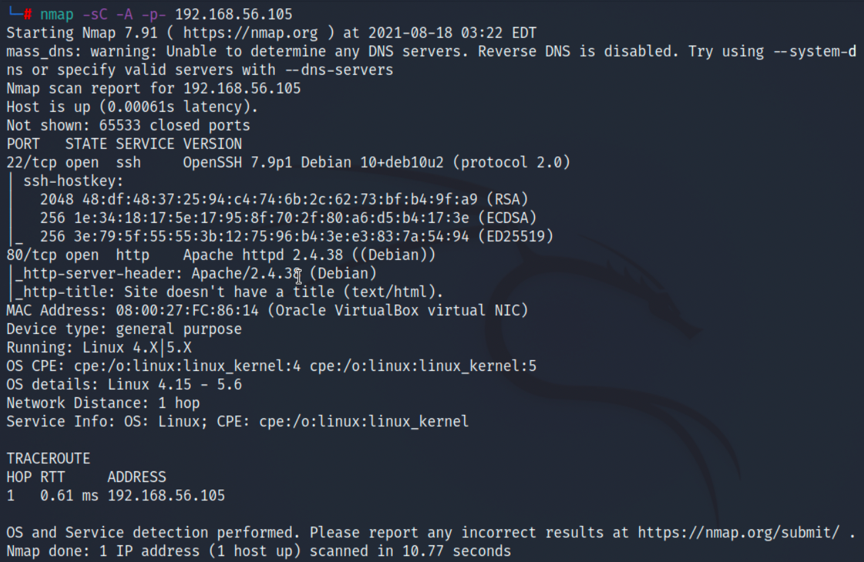 └─# nmap -sC -A -p- 192.168.56.105
Starting Nmap 7.91 ( https://nmap.org ) at 2021-08-18 03:22 EDT
mass_dns: warning: Unable to determine any DNS servers. Reverse DNS is disabled. Try using --system-d
ns or specify valid servers with --dns-servers
Nmap scan report for 192.168.56.105
Host is up (0.00061s latency).
Not shown: 65533 closed ports
PORT   STATE SERVICE VERSION
22/tcp open  ssh     OpenSSH 7.9p1 Debian 10+deb10u2 (protocol 2.0)
| ssh-hostkey:
|   2048 48:df:48:37:25:94:c4:74:6b:2c:62:73:bf:b4:9f:a9 (RSA)
|   256 1e:34:18:17:5e:17:95:8f:70:2f:80:a6:d5:b4:17:3e (ECDSA)
|_  256 3e:79:5f:55:55:3b:12:75:96:b4:3e:e3:83:7a:54:94 (ED25519)
80/tcp open  http    Apache httpd 2.4.38 ((Debian))
|_http-server-header: Apache/2.4.38 (Debian)
|_http-title: Site doesn't have a title (text/html).
MAC Address: 08:00:27:FC:86:14 (Oracle VirtualBox virtual NIC)
Device type: general purpose
Running: Linux 4.X|5.X
OS CPE: cpe:/o:linux:linux_kernel:4 cpe:/o:linux:linux_kernel:5
OS details: Linux 4.15 - 5.6
Network Distance: 1 hop
Service Info: OS: Linux; CPE: cpe:/o:linux:linux_kernel
TRACEROUTE
HOP RTT     ADDRESS
1   0.61 ms 192.168.56.105
OS and Service detection performed. Please report any incorrect results at https://nmap.org/submit/ .
Nmap done: 1 IP address (1 host up) scanned in 10.77 seconds